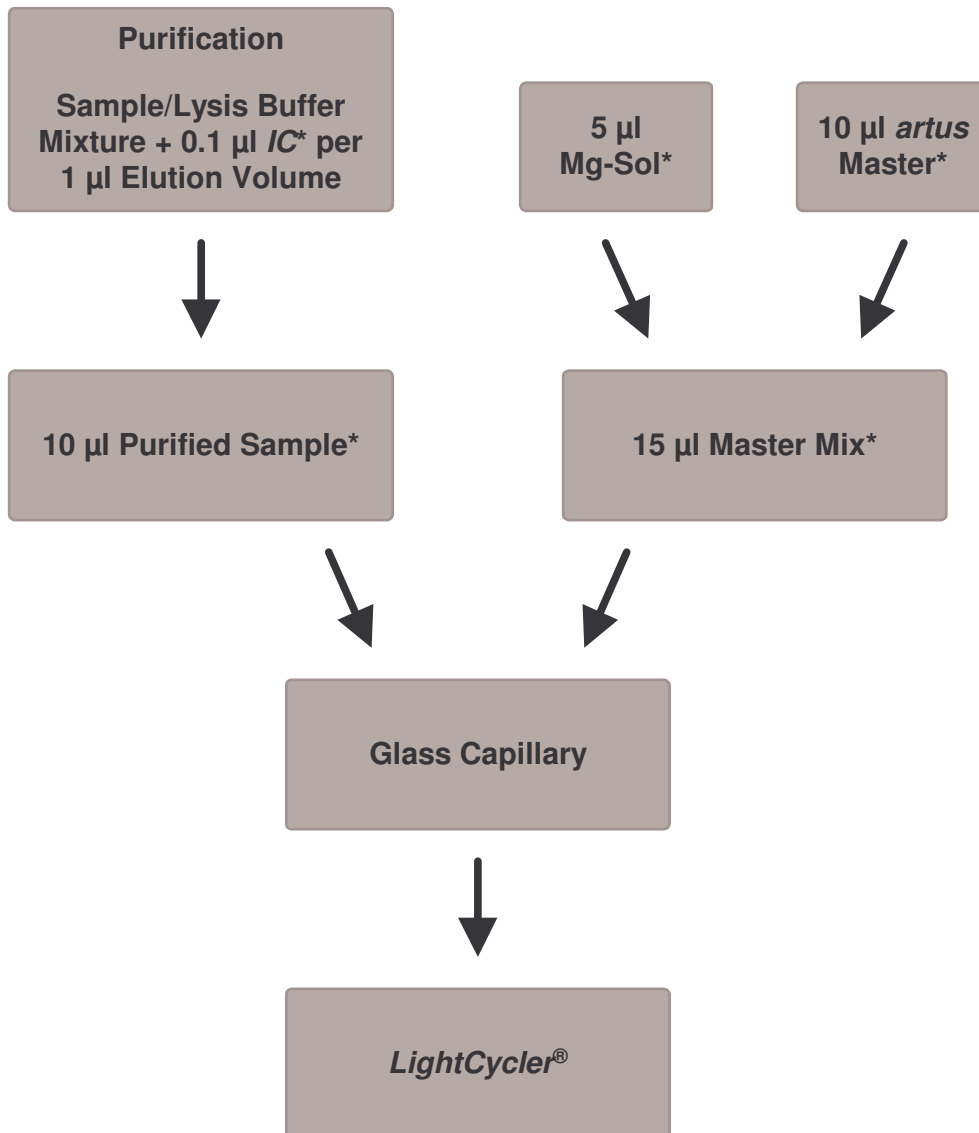 Purification
Sample/Lysis Buffer
Mixture + 0.1 µl IC* per
1 µl Elution Volume
5 µl
Mg-Sol*
10 µl artus
Master*
10 µl Purified Sample*
15 µl Master Mix*
Glass Capillary
LightCycler®